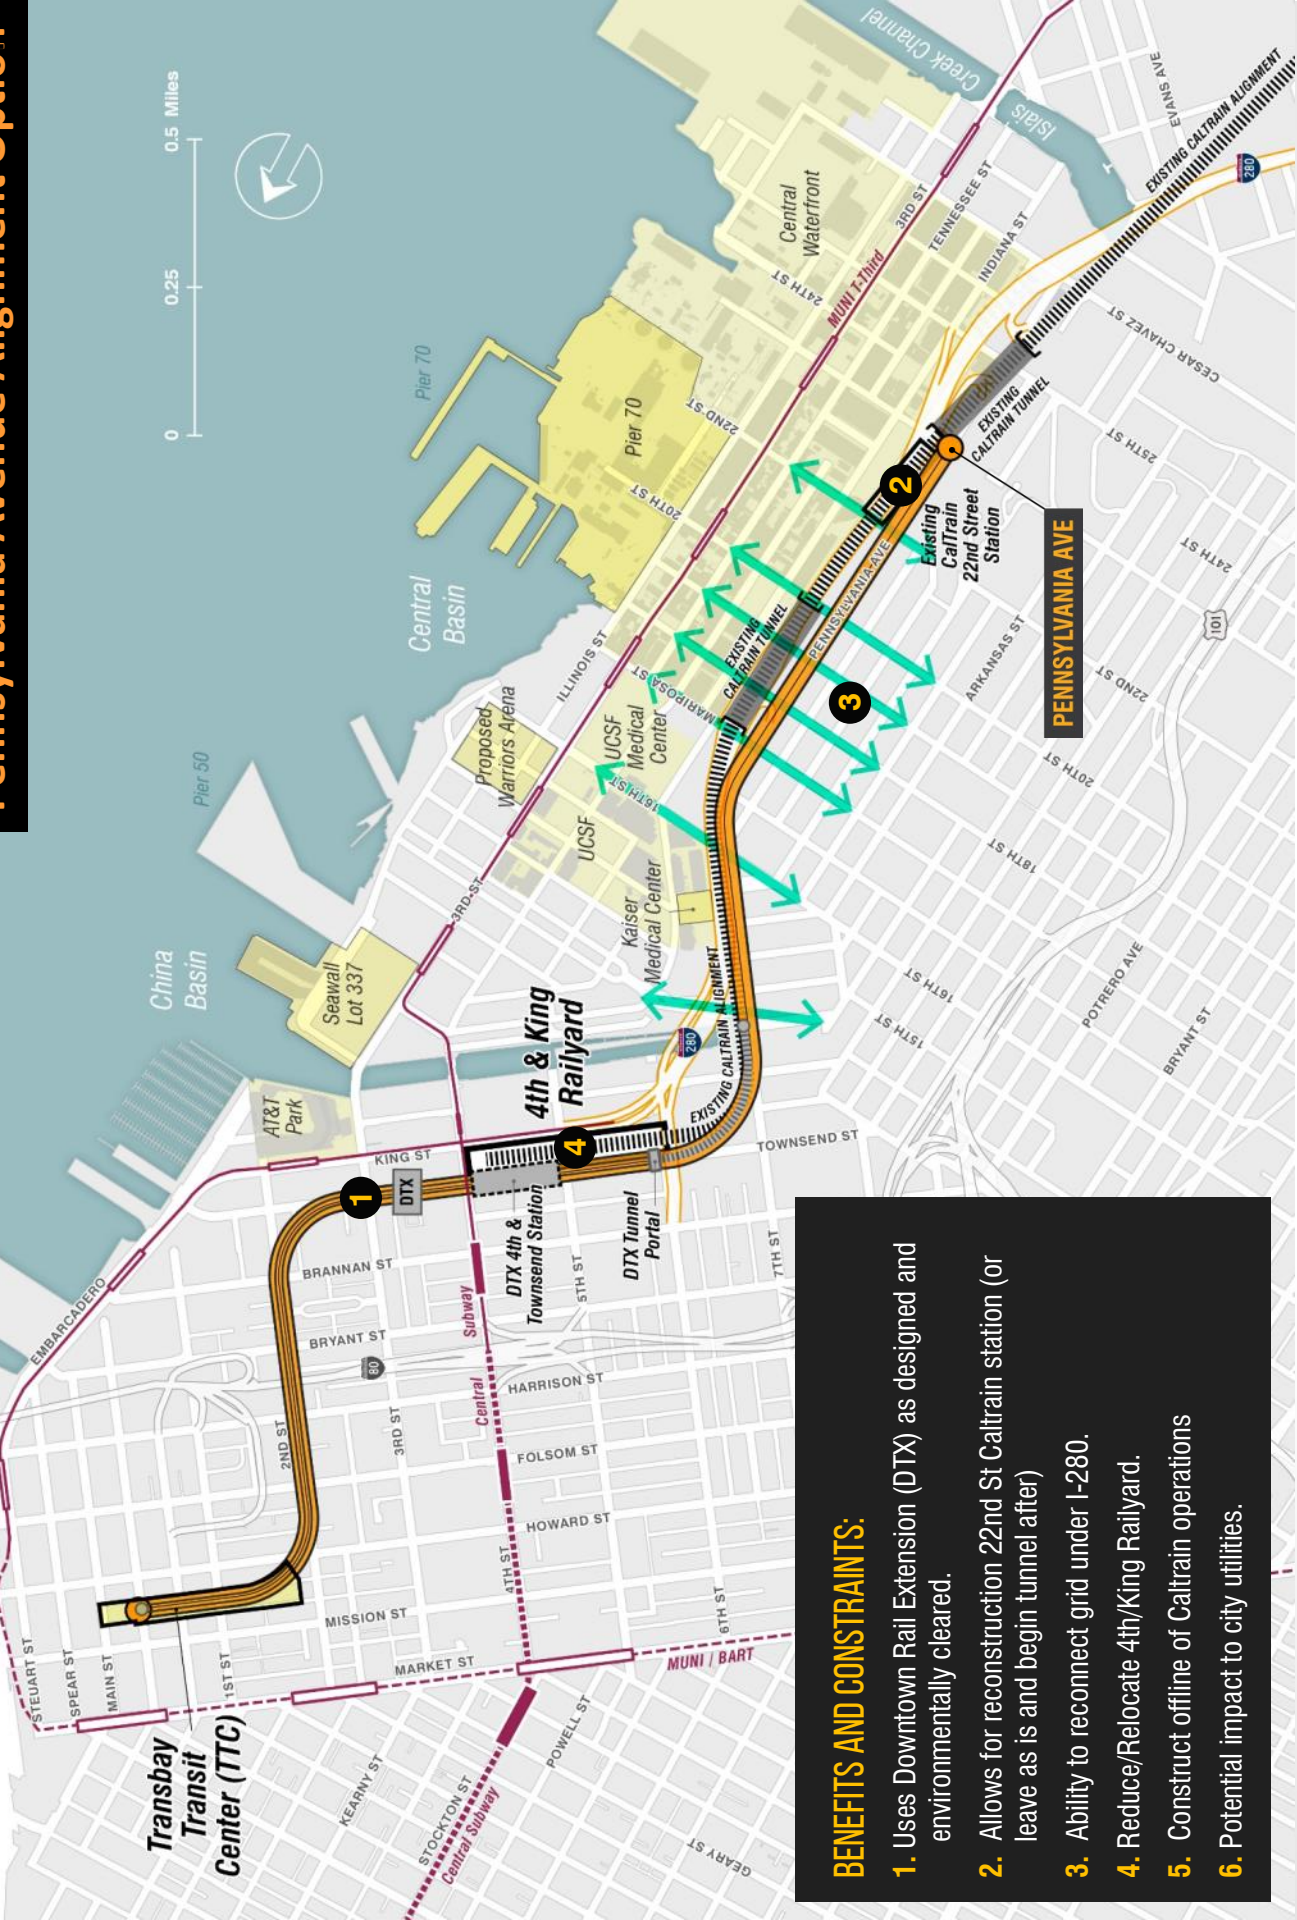 Pennsylvania Avenue Alignment Option
0
0.25
0.5 Miles
Creek Channel
Islais
EVANS AVE
EXISTING CALTRAIN ALIGNMENT
280
Central
Waterfront
3RD ST
TENNESSEE ST
INDIANA ST
24TH ST
MUNI T-Third
CESAR CHAVEZ ST
Pier 70
Pier 70
22ND ST
20TH ST
EXISTING
CALTRAIN TUNNEL
25TH ST
24TH ST
2
Existing
CalTrain
22nd Street
Station
PENNSYLVANIA AVE
PENNSYLVANIA AVE
Central
Basin
ILLINOIS ST
MARIPOSA ST
EXISTING
CALTRAIN TUNNEL
3
ARKANSAS ST
22ND ST
20TH ST
18TH ST
101
Pier 50
Proposed
Warriors Arena
UCSF
Medical
Center
16TH ST
UCSF
Kaiser
Medical Center
3RD ST
China
Basin
Seawall
Lot 337
4th & King
Railyard
EXISTING CALTRAIN ALIGNMENT
280
EXISTING CALTRAIN ALIGNMENT
16TH ST
15TH ST
POTRERO AVE
BRYANT ST
AT&T
Park
KING ST
4
TOWNSEND ST
1
DTX
DTX 4th &
Townsend Station
DTX Tunnel
Portal
5TH ST
7TH ST
EMBARCADERO
BRANNAN ST
BRYANT ST
80
Subway
Central
HARRISON ST
2ND ST
3RD ST
FOLSOM ST
HOWARD ST
4TH ST
6TH ST
MISSION ST
MARKET ST
MUNI / BART
STEUART ST
SPEAR ST
MAIN ST
1ST ST
Transbay
Transit
Center (TTC)
KEARNY ST
STOCKTON ST
Central Subway
POWELL ST
GEARY ST
BENEFITS AND CONSTRAINTS:
1. Uses Downtown Rail Extension (DTX) as designed and
environmentally cleared.
2. Allows for reconstruction 22nd St Caltrain station (or
leave as is and begin tunnel after)
3. Ability to reconnect grid under I-280.
4. Reduce/Relocate 4th/King Railyard.
5. Construct offline of Caltrain operations
6. Potential impact to city utilities.